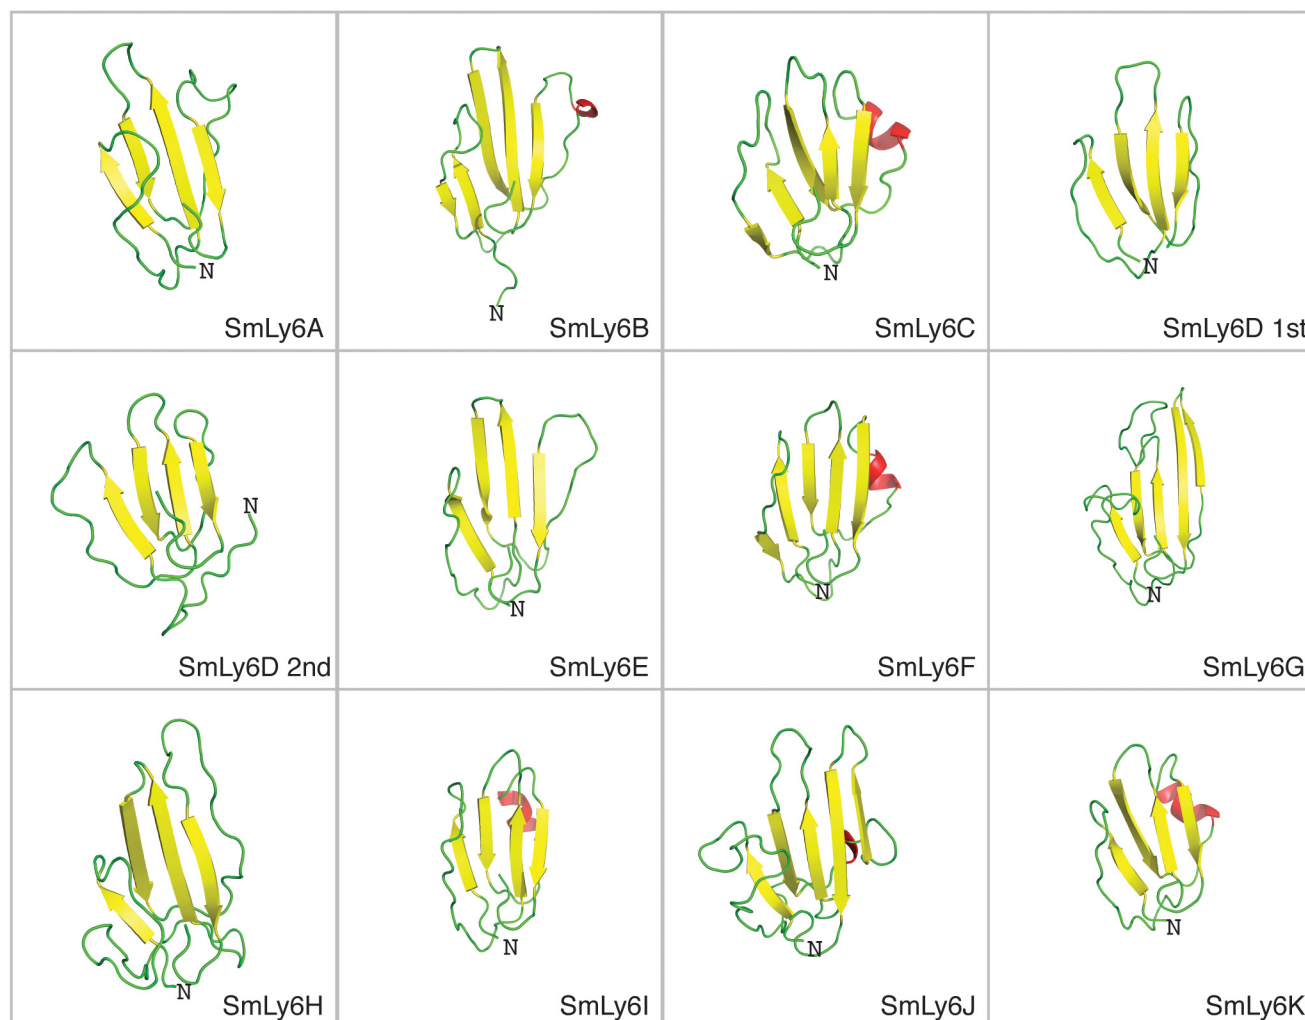 N
SmLy6A
N
SmLy6B
N
SmLy6C
N
SmLy6D 1st
N
SmLy6D 2nd
N
SmLy6E
N
SmLy6F
N
SmLy6G
N
SmLy6H
N
SmLy6I
N
SmLy6J
N
SmLy6K